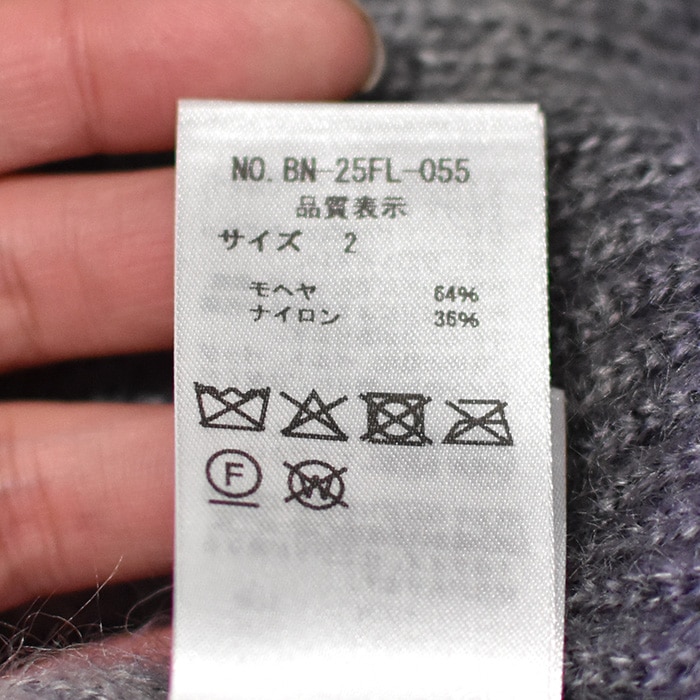 NO. BN-25FL-055
品質表示
サイズ 2
モヘヤ 64%
ナイロン 36%
F
W